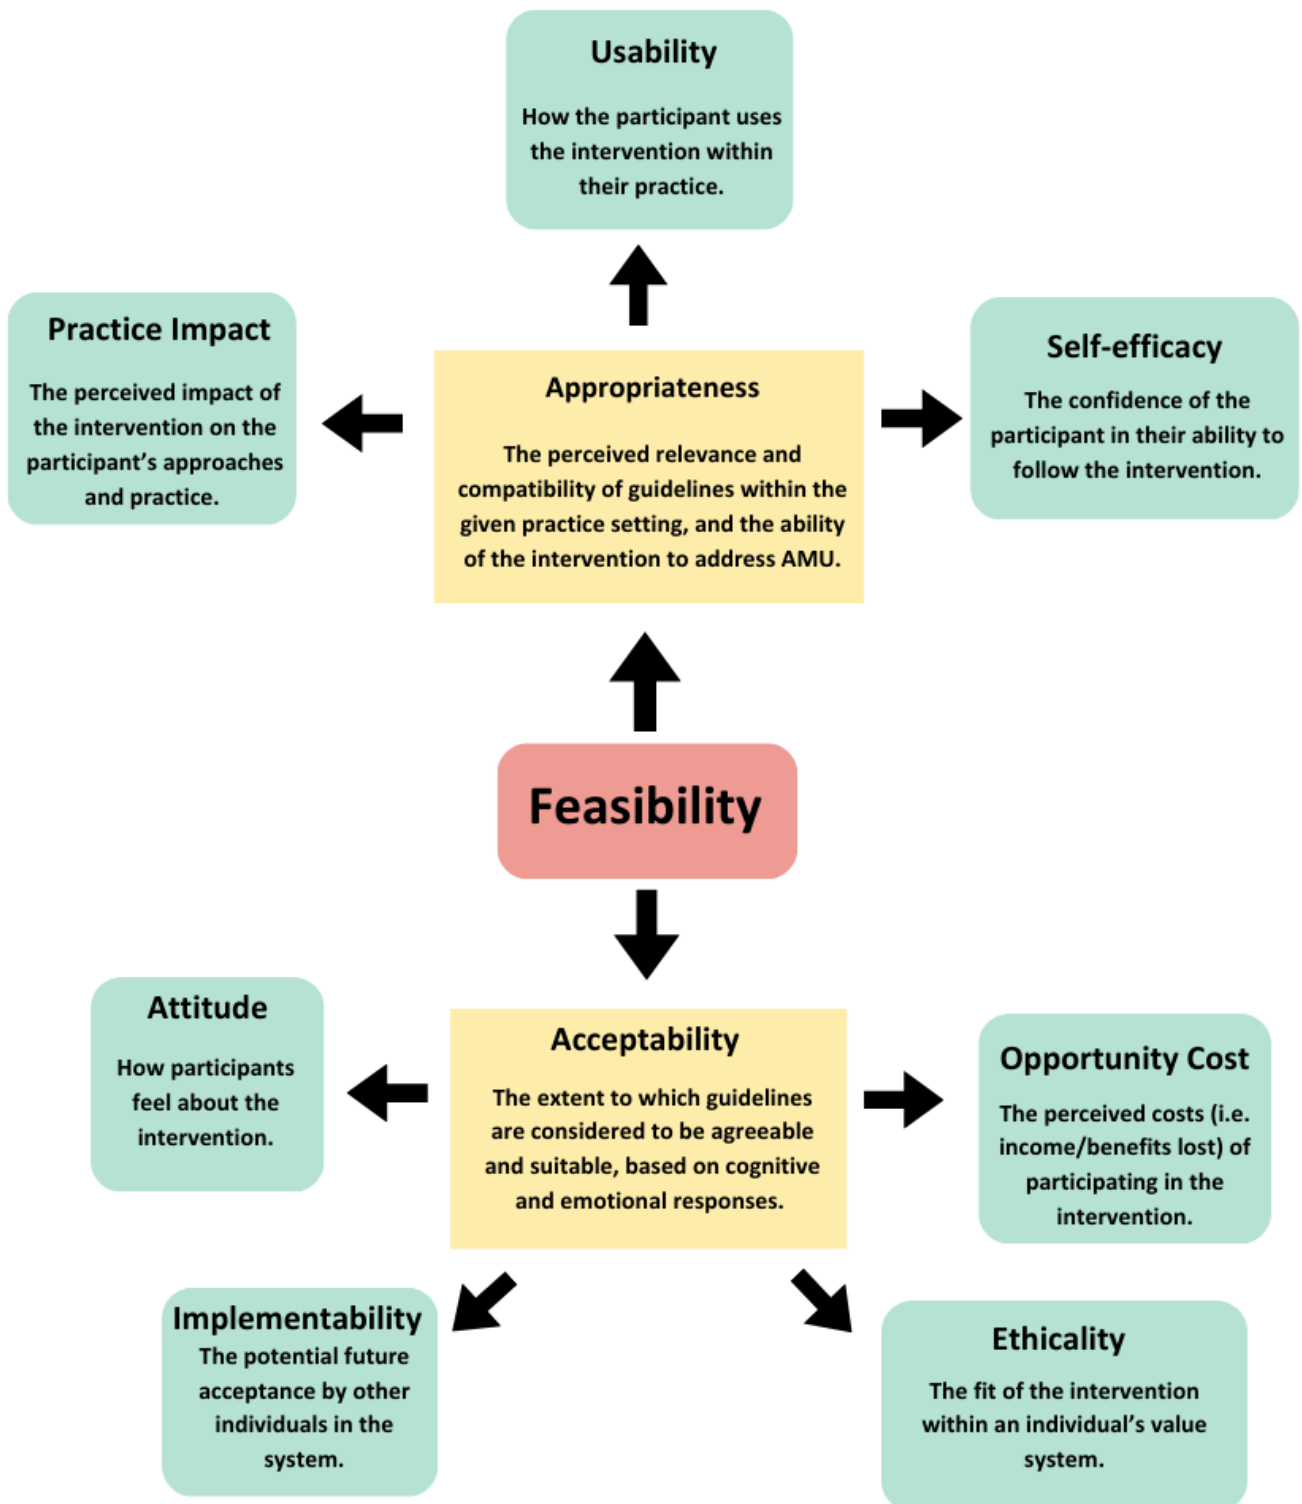 Usability
How the participant uses
the intervention within
their practice.
Practice Impact
The perceived impact of
the intervention on the
participant’s approaches
and practice.
Appropriateness
The perceived relevance and
compatibility of guidelines within the
given practice setting, and the ability
of the intervention to address AMU.
Self-efficacy
The confidence of the
participant in their ability to
follow the intervention.
Feasibility
Attitude
How participants
feel about the
intervention.
Acceptability
The extent to which guidelines
are considered to be agreeable
and suitable, based on cognitive
and emotional responses.
Opportunity Cost
The perceived costs (i.e.
income/benefits lost) of
participating in the
intervention.
Implementability
The potential future
acceptance by other
individuals in the
system.
Ethicality
The fit of the intervention
within an individual’s value
system.